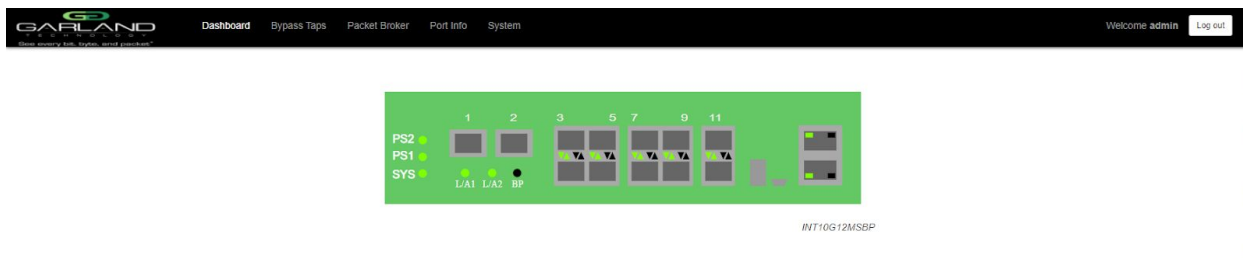 GARLAND
TECHNOLOGY
See every bit, byte, and packet.
Dashboard Bypass Taps Packet Broker Port Info System
Welcome admin Log out
1 2 3 5 7 9 11
PS2
PS1
SYS
L/A1 L/A2 BP
INT10G12MSBP